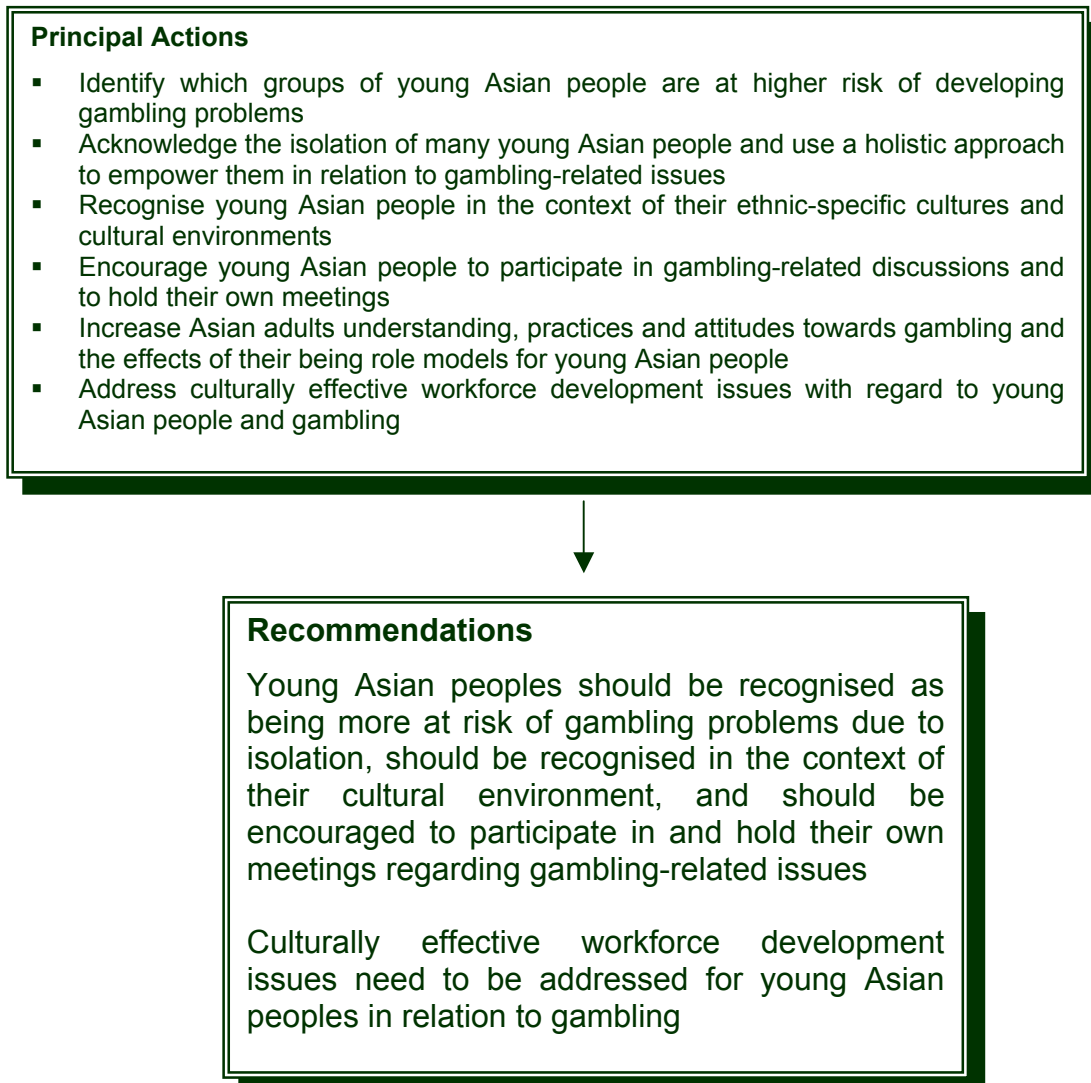 Principal Actions
▪ Identify which groups of young Asian people are at higher risk of developing
gambling problems
▪ Acknowledge the isolation of many young Asian people and use a holistic approach
to empower them in relation to gambling-related issues
▪ Recognise young Asian people in the context of their ethnic-specific cultures and
cultural environments
▪ Encourage young Asian people to participate in gambling-related discussions and
to hold their own meetings
▪ Increase Asian adults understanding, practices and attitudes towards gambling and
the effects of their being role models for young Asian people
▪ Address culturally effective workforce development issues with regard to young
Asian people and gambling
Recommendations
Young Asian peoples should be recognised as
being more at risk of gambling problems due to
isolation, should be recognised in the context of
their cultural environment, and should be
encouraged to participate in and hold their own
meetings regarding gambling-related issues
Culturally effective workforce development
issues need to be addressed for young Asian
peoples in relation to gambling